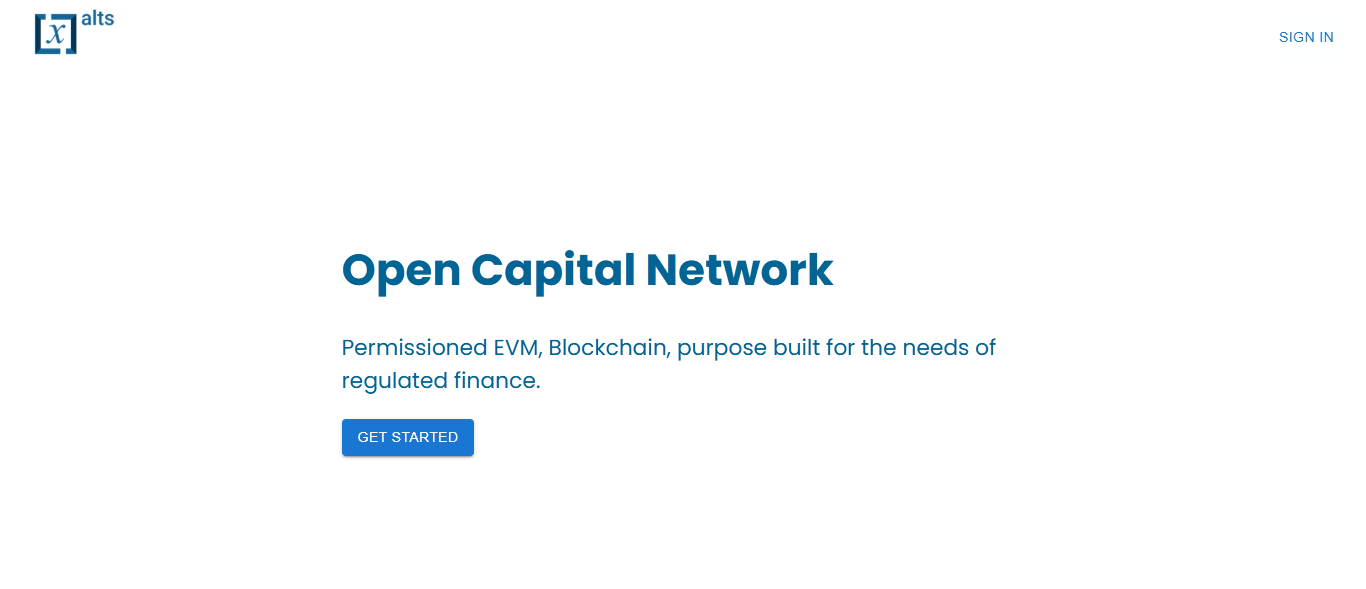 x alts
SIGN IN
Open Capital Network
Permissioned EVM, Blockchain, purpose built for the needs of
regulated finance.
GET STARTED